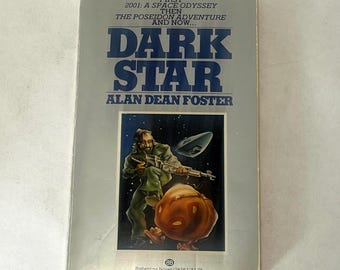 2001: A SPACE ODYSSEY
THEN
THE POSEIDON ADVENTURE
AND NOW...
DARK
STAR
ALAN DEAN FOSTER